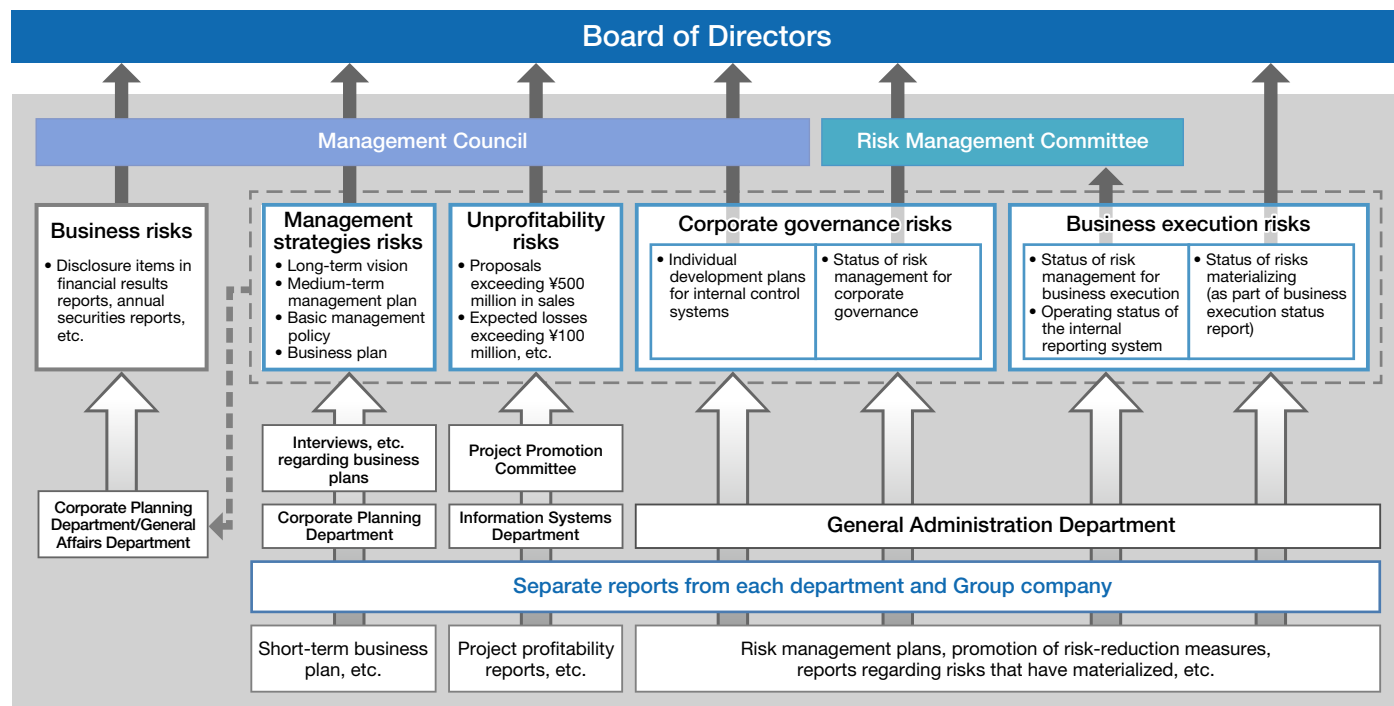 Board of Directors
Management Council
Risk Management Committee
Business risks
• Disclosure items in
financial results
reports, annual
securities reports,
etc.
Management
strategies risks
• Long-term vision
• Medium-term
management plan
• Basic management
policy
• Business plan
Unprofitability
risks
• Proposals
exceeding ¥500
million in sales
• Expected losses
exceeding ¥100
million, etc.
Corporate governance risks
• Individual
development plans
for internal control
systems
• Status of risk
management for
corporate
governance
Business execution risks
• Status of risk
management for
business execution
• Operating status of
the internal
reporting system
• Status of risks
materializing
(as part of business
execution status
report)
Interviews, etc.
regarding business
plans
Project Promotion
Committee
Corporate Planning
Department/General
Affairs Department
Corporate Planning
Department
Information Systems
Department
General Administration Department
Separate reports from each department and Group company
Short-term business
plan, etc.
Project profitability
reports, etc.
Risk management plans, promotion of risk-reduction measures,
reports regarding risks that have materialized, etc.